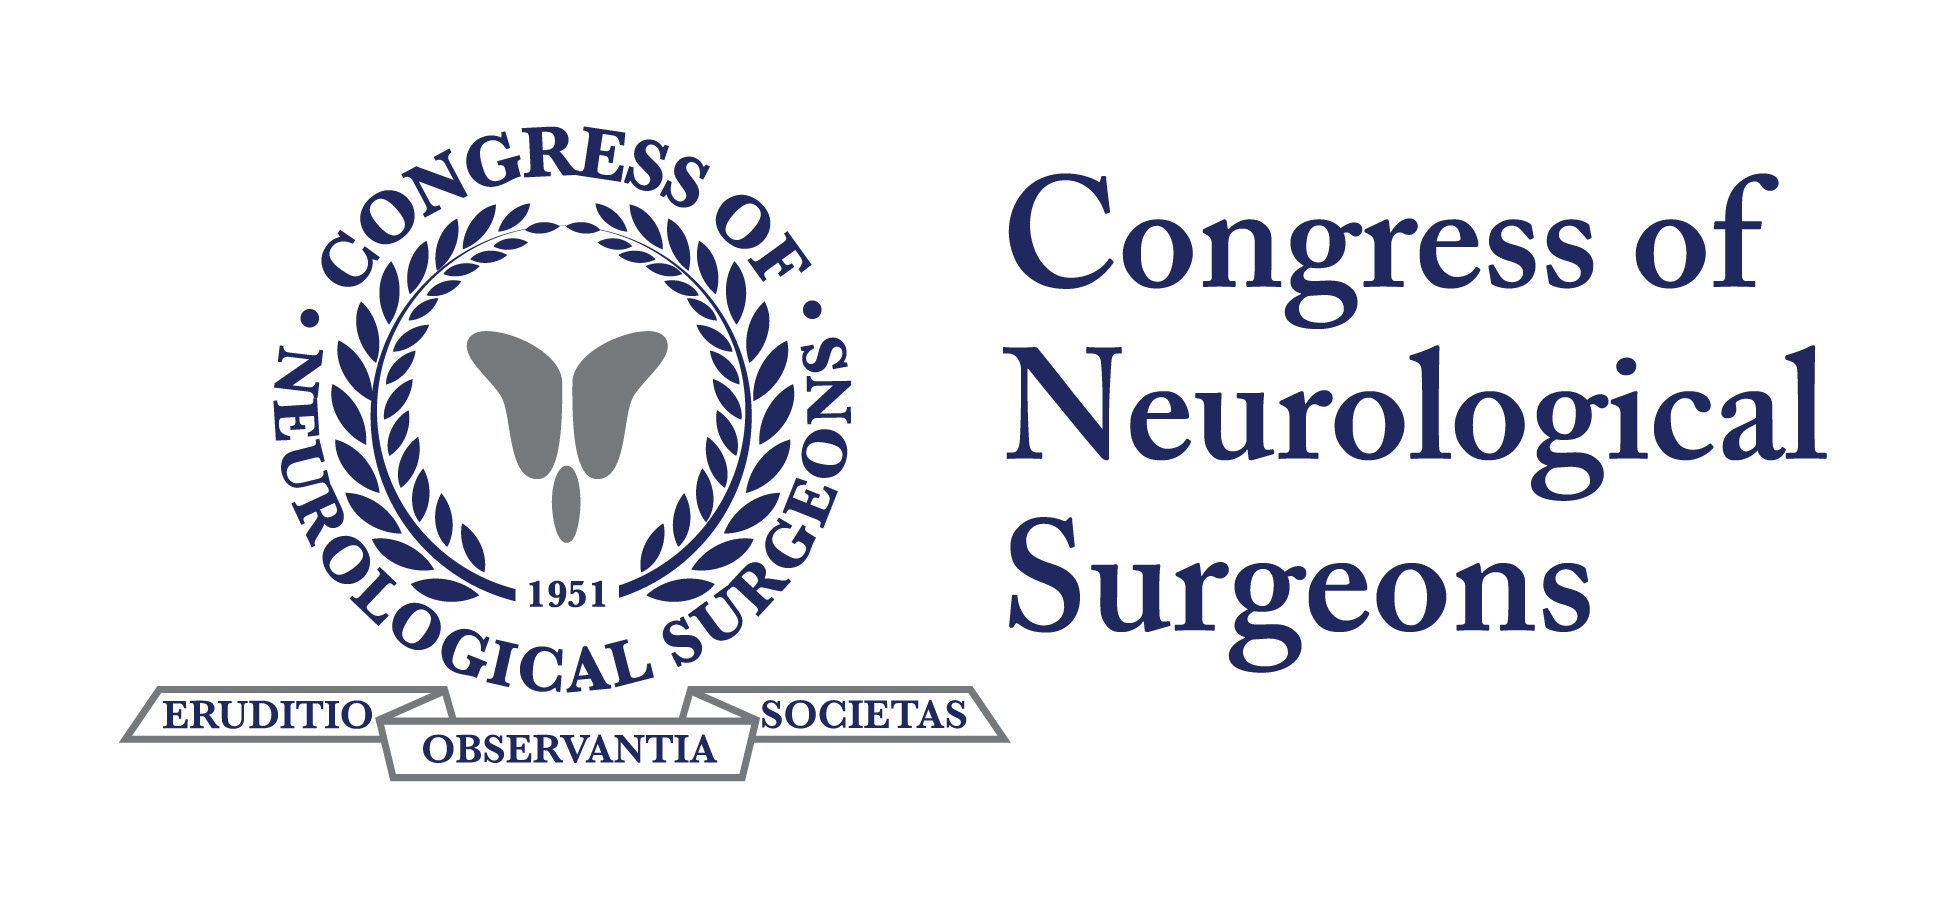 · CONGRESS OF ·
NEUROLOGICAL SURGEONS
1951
ERUDITIO
OBSERVANTIA
SOCIETAS
Congress of
Neurological
Surgeons